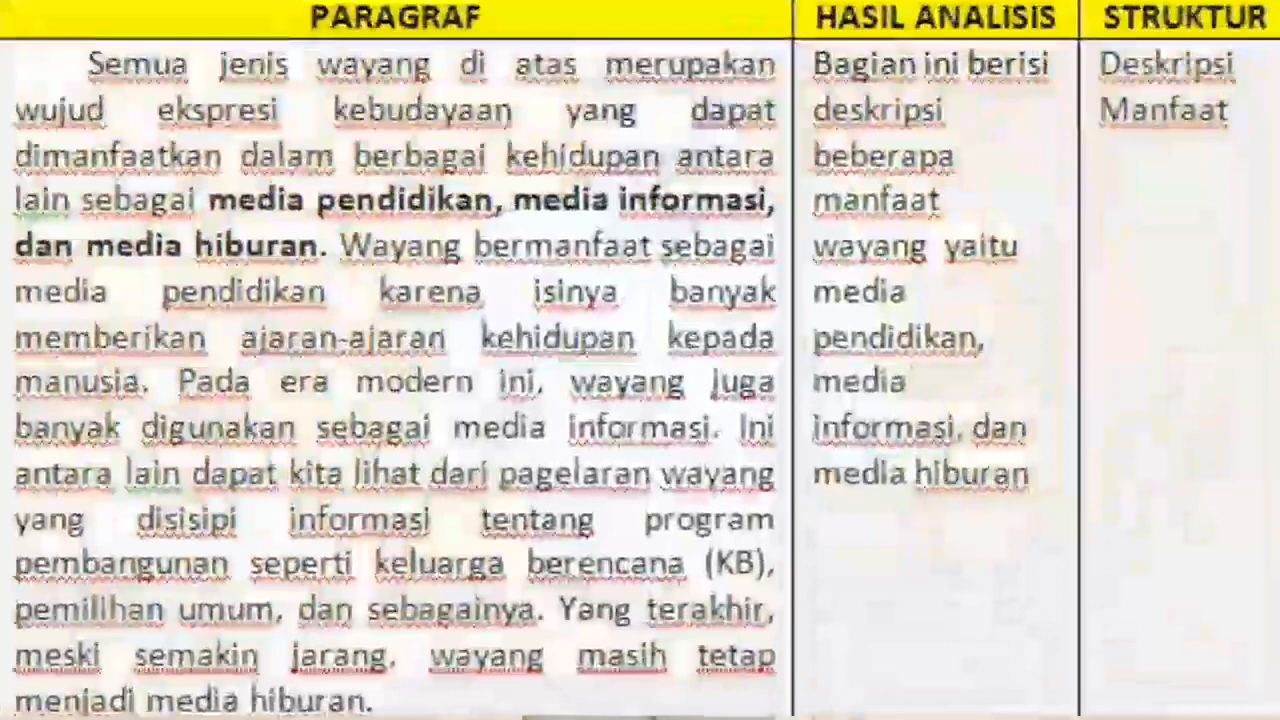 PARAGRAF
HASIL ANALISIS
STRUKTUR
Semua jenis wayang di atas merupakan
wujud ekspresi kebudayaan yang dapat
dimanfaatkan dalam berbagai kehidupan antara
lain sebagai media pendidikan, media informasi,
dan media hiburan. Wayang bermanfaat sebagai
media pendidikan karena isinya banyak
memberikan ajaran-ajaran kehidupan kepada
manusia. Pada era modern ini, wayang juga
banyak digunakan sebagai media informasi. Ini
antara lain dapat kita lihat dari pagelaran wayang
yang disisipi informasi tentang program
pembangunan seperti keluarga berencana (KB),
pemilihan umum, dan sebagainya. Yang terakhir,
meski semakin jarang, wayang masih tetap
menjadi media hiburan.
Bagian ini berisi
deskripsi
beberapa
manfaat
wayang yaitu
media
pendidikan,
media
informasi, dan
media hiburan
Deskripsi
Manfaat